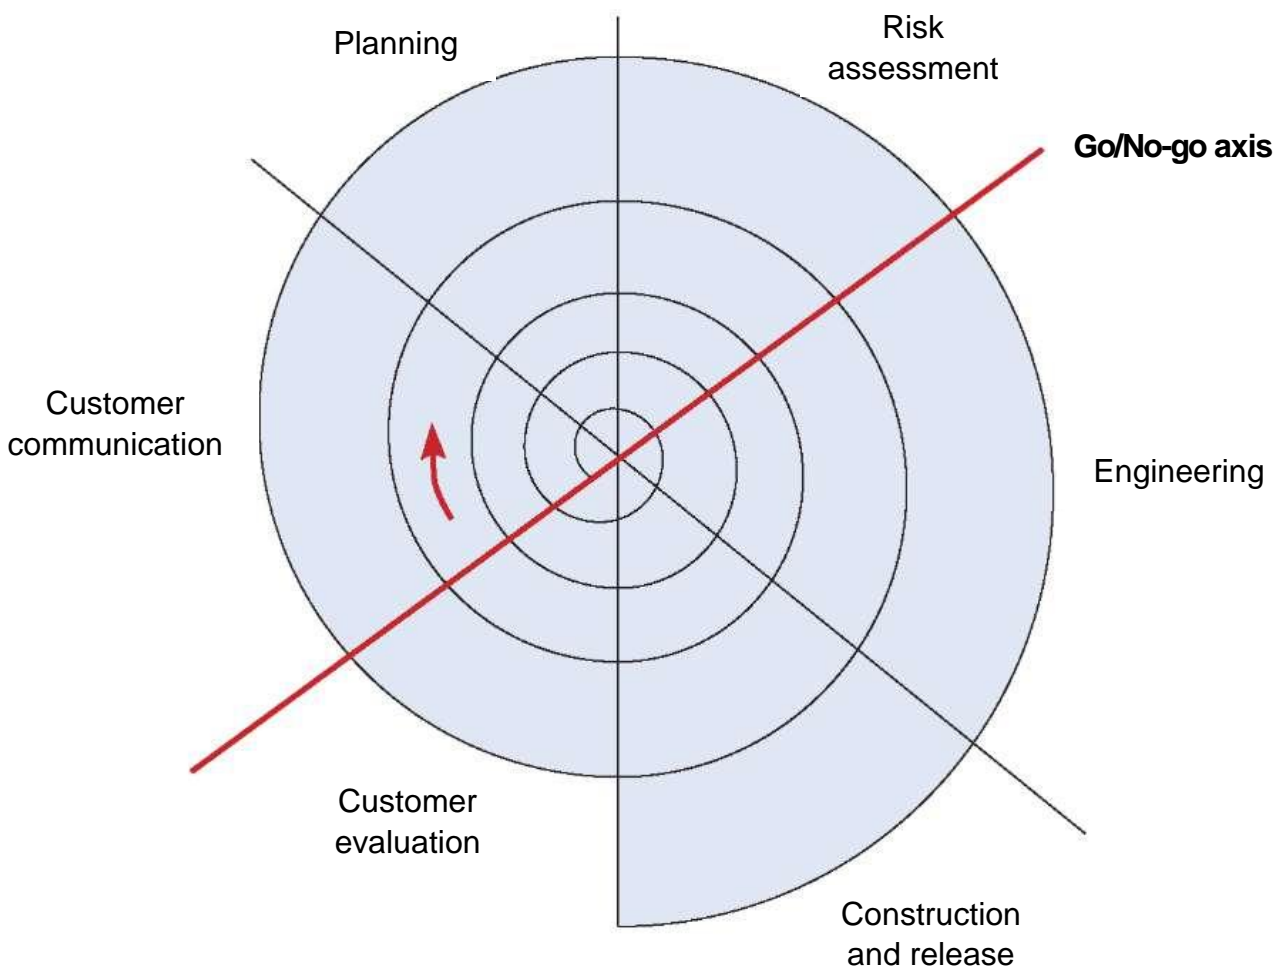 Planning
Risk
assessment
Go/No-go axis
Customer
communication
Engineering
Customer
evaluation
Construction
and release